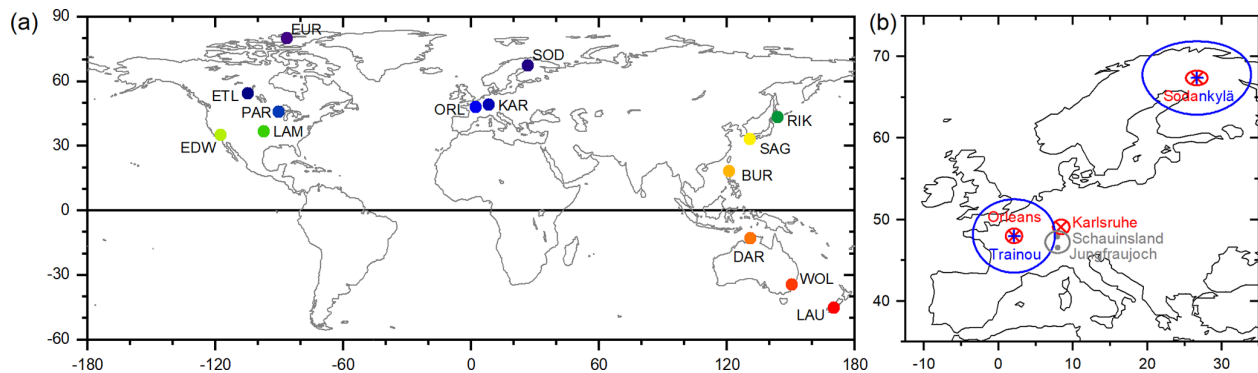 (a)
90
60
30
0
-30
-60
-180
-120
-60
0
60
120
180
EUR
SOD
ETL
PAR
ORL
KAR
LAM
EDW
RIK
SAG
BUR
DAR
WOL
LAU
(b)
70
60
50
40
-10
0
10
20
30
Sodankylä
Orléans
Trainou
Karlsruhe
Schauinsland
Jungfraujoch